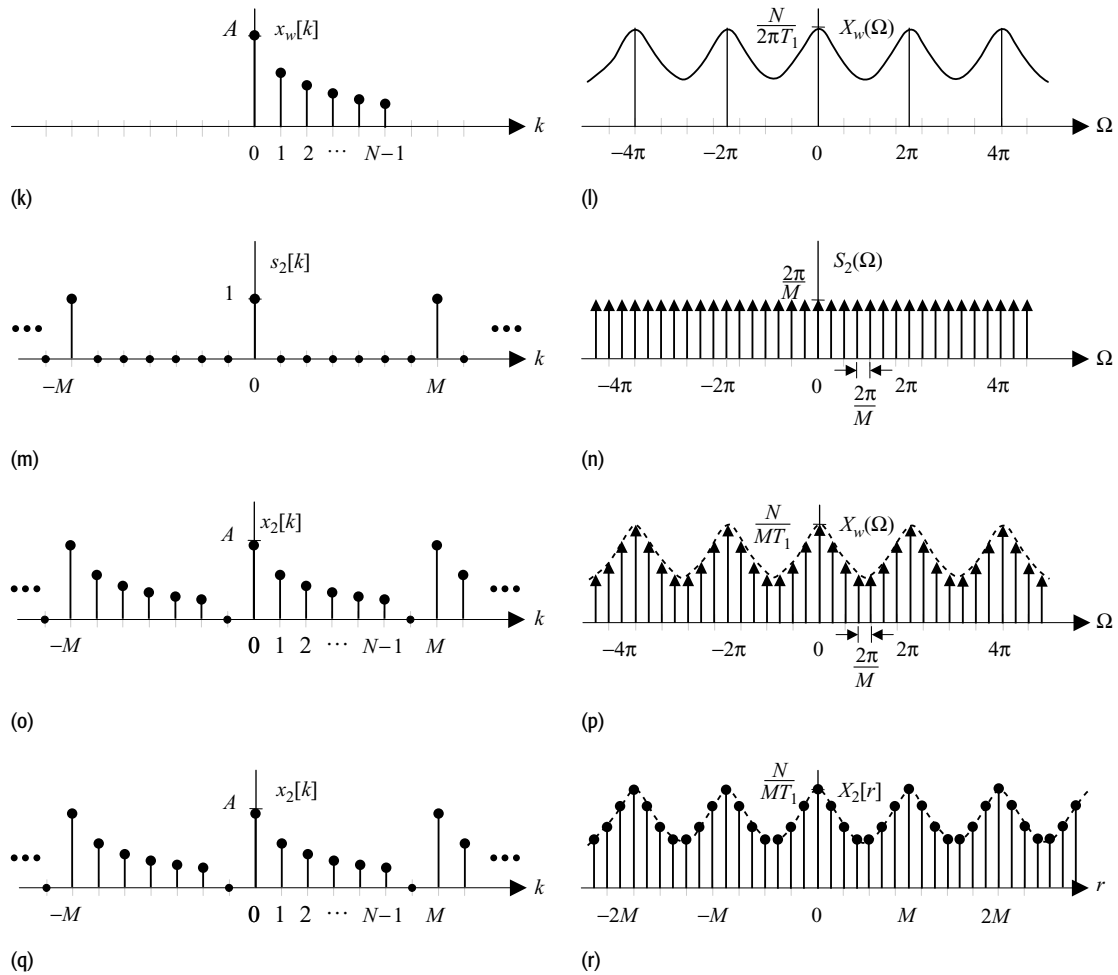 A x_w[k]
k
0 1 2 ⋯ N−1
(k)
N/2πT₁ X_w(Ω)
Ω
−4π −2π 0 2π 4π
(l)
s₂[k]
1
k
−M 0 M
(m)
S₂(Ω)
2π/M
Ω
−4π −2π 0 2π 4π
2π/M
(n)
A x₂[k]
k
−M 0 1 2 ⋯ N−1 M
(o)
N/MT₁ X_w(Ω)
Ω
−4π −2π 0 2π 4π
2π/M
(p)
A x₂[k]
k
−M 0 1 2 ⋯ N−1 M
(q)
N/MT₁ X₂[r]
r
−2M −M 0 M 2M
(r)